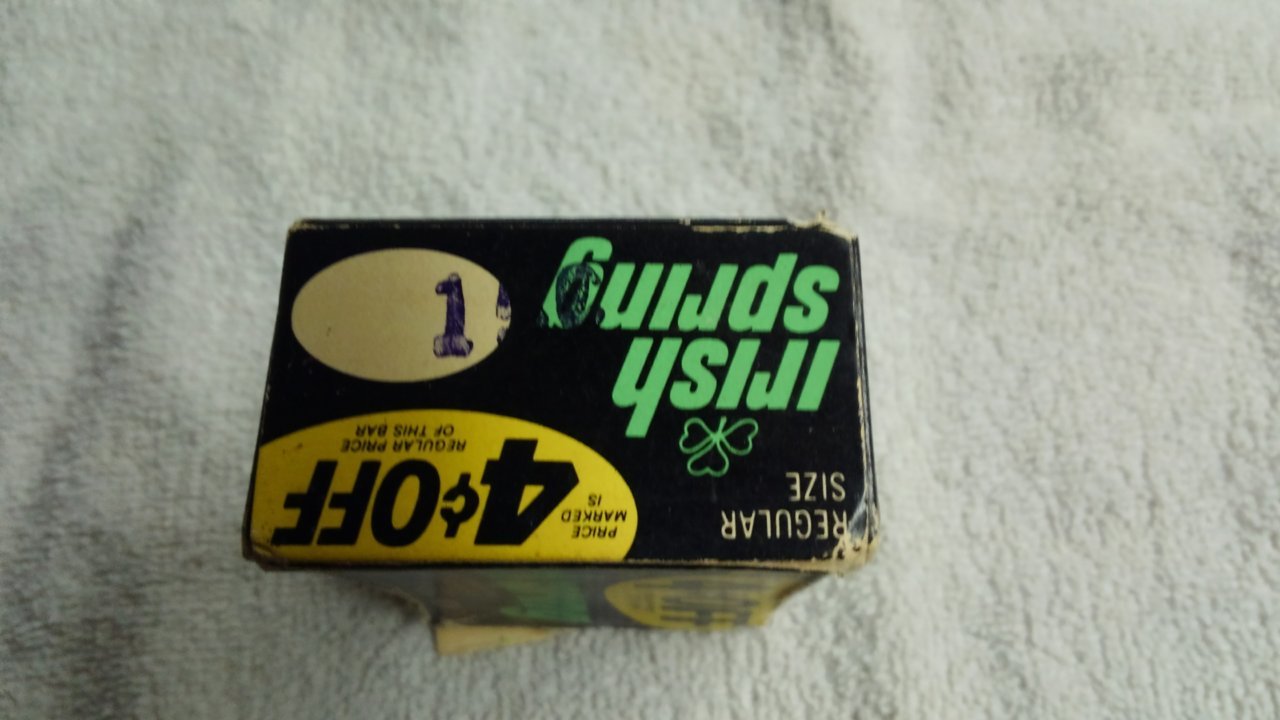 REGULAR
SIZE
Irish
spring
PRICE
MARKED
IS
4¢ OFF
REGULAR PRICE
OF THIS BAR
1